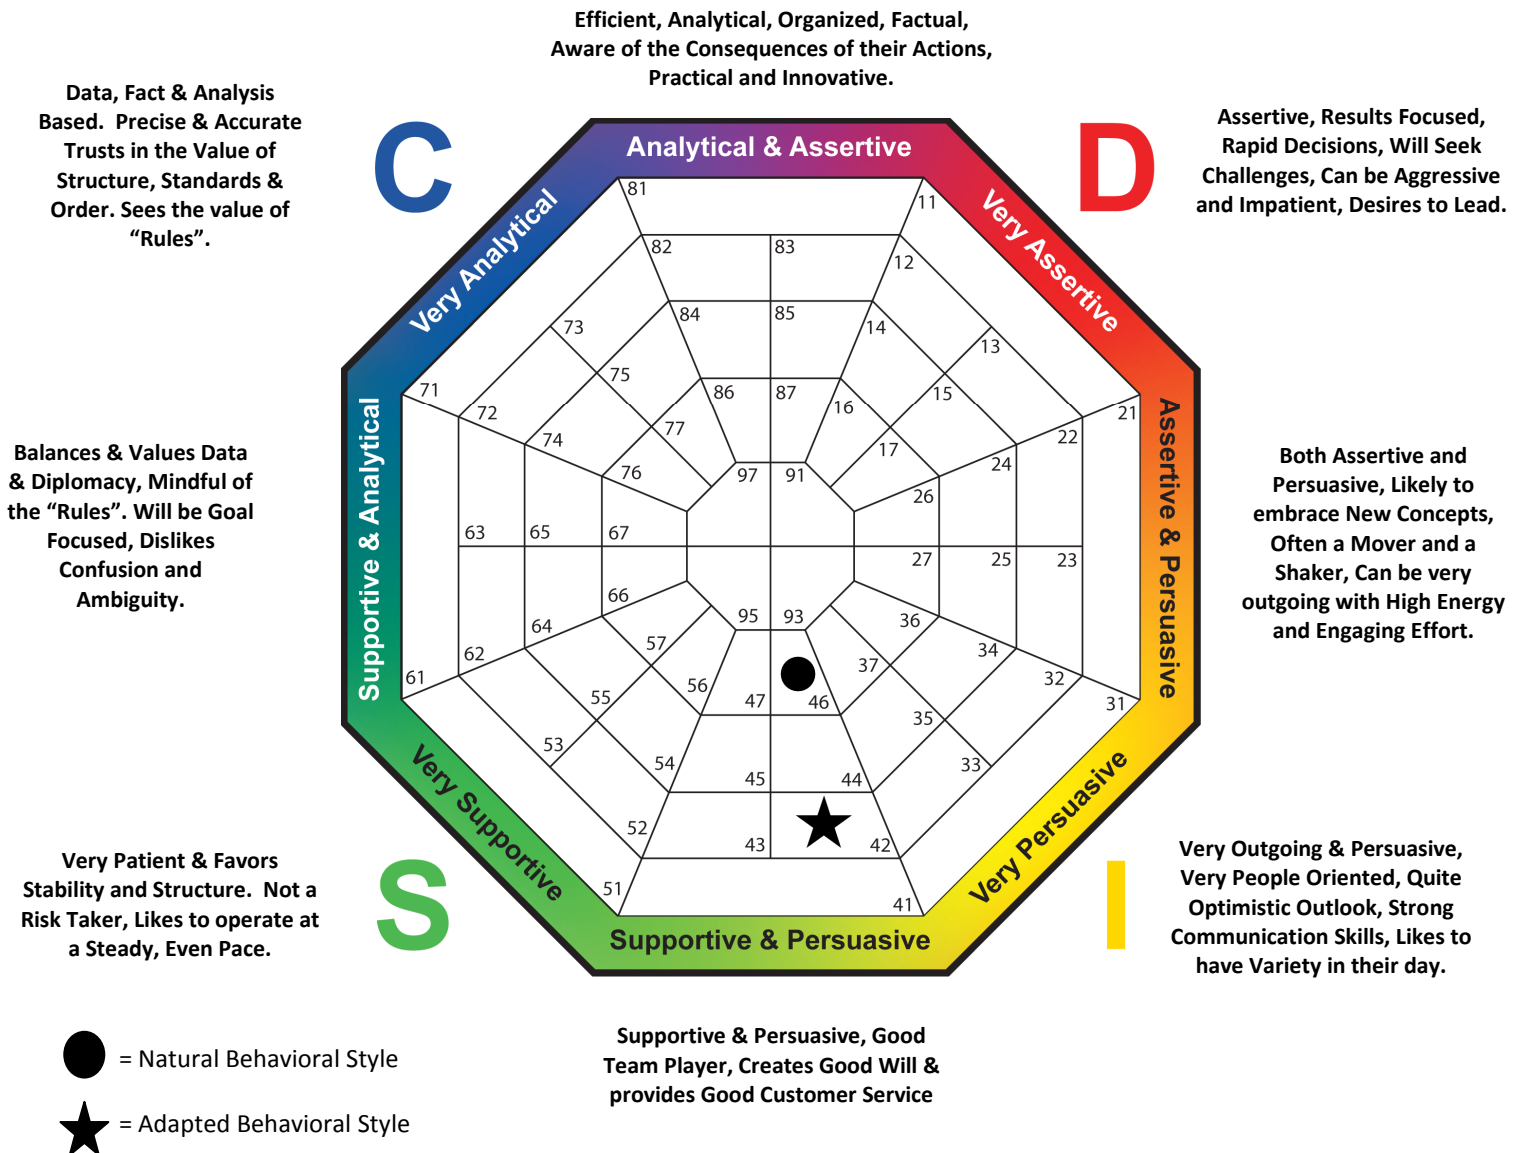 Efficient, Analytical, Organized, Factual,
Aware of the Consequences of their Actions,
Practical and Innovative.
Data, Fact & Analysis
Based.  Precise & Accurate
Trusts in the Value of
Structure, Standards &
Order. Sees the value of
“Rules”.
C
D
Assertive, Results Focused,
Rapid Decisions, Will Seek
Challenges, Can be Aggressive
and Impatient, Desires to Lead.
Analytical & Assertive
Very Analytical
Very Assertive
81
11
82
83
12
84
85
14
73
13
75
15
71
86
87
16
21
72
22
77
17
74
24
76
97
91
26
Supportive & Analytical
Assertive & Persuasive
Balances & Values Data
& Diplomacy, Mindful of
the “Rules”. Will be Goal
Focused, Dislikes
Confusion and
Ambiguity.
Both Assertive and
Persuasive, Likely to
embrace New Concepts,
Often a Mover and a
Shaker, Can be very
outgoing with High Energy
and Engaging Effort.
63
65
67
27
25
23
66
95
93
36
64
57
34
62
37
61
56
32
55
47
46
31
35
53
54
45
44
33
52
43
42
51
41
Very Supportive
Very Persuasive
Supportive & Persuasive
S
I
Very Patient & Favors
Stability and Structure.  Not a
Risk Taker, Likes to operate at
a Steady, Even Pace.
Very Outgoing & Persuasive,
Very People Oriented, Quite
Optimistic Outlook, Strong
Communication Skills, Likes to
have Variety in their day.
Supportive & Persuasive, Good
Team Player, Creates Good Will &
provides Good Customer Service
= Natural Behavioral Style
= Adapted Behavioral Style